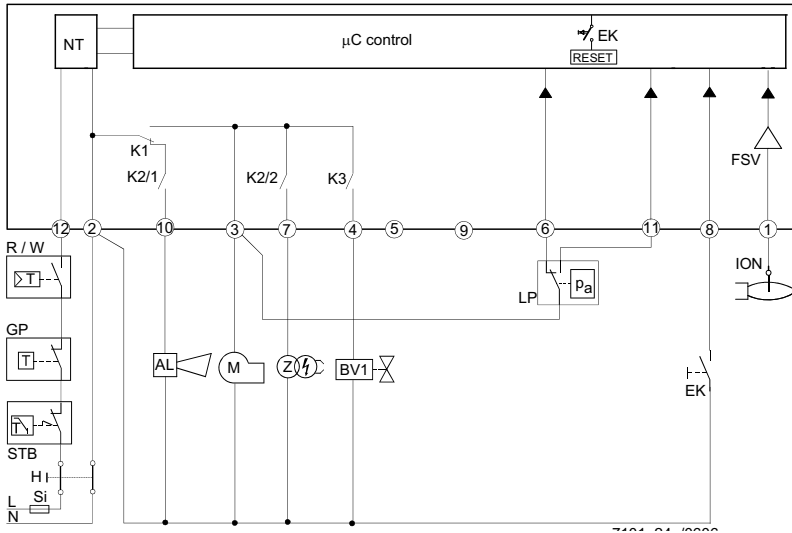 NT
μC control
EK
RESET
FSV
K1
K2/1
K2/2
K3
12 2 10 3 7 4 5 9 6 11 8 1
R / W
T
GP
T
STB
T
H
Si
L
N
AL
M
Z
BV1
LP
pa
ION
EK